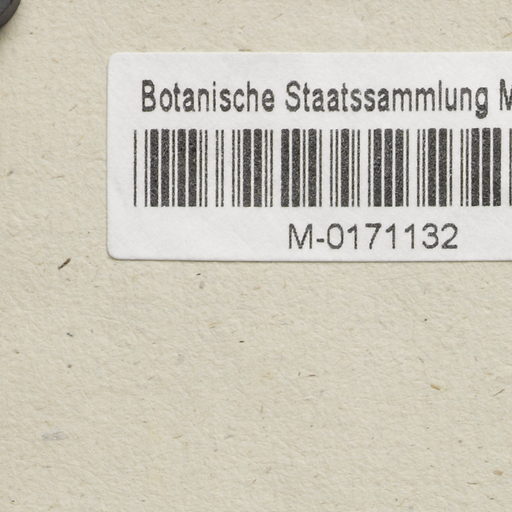 Botanische Staatssammlung M
M-0171132